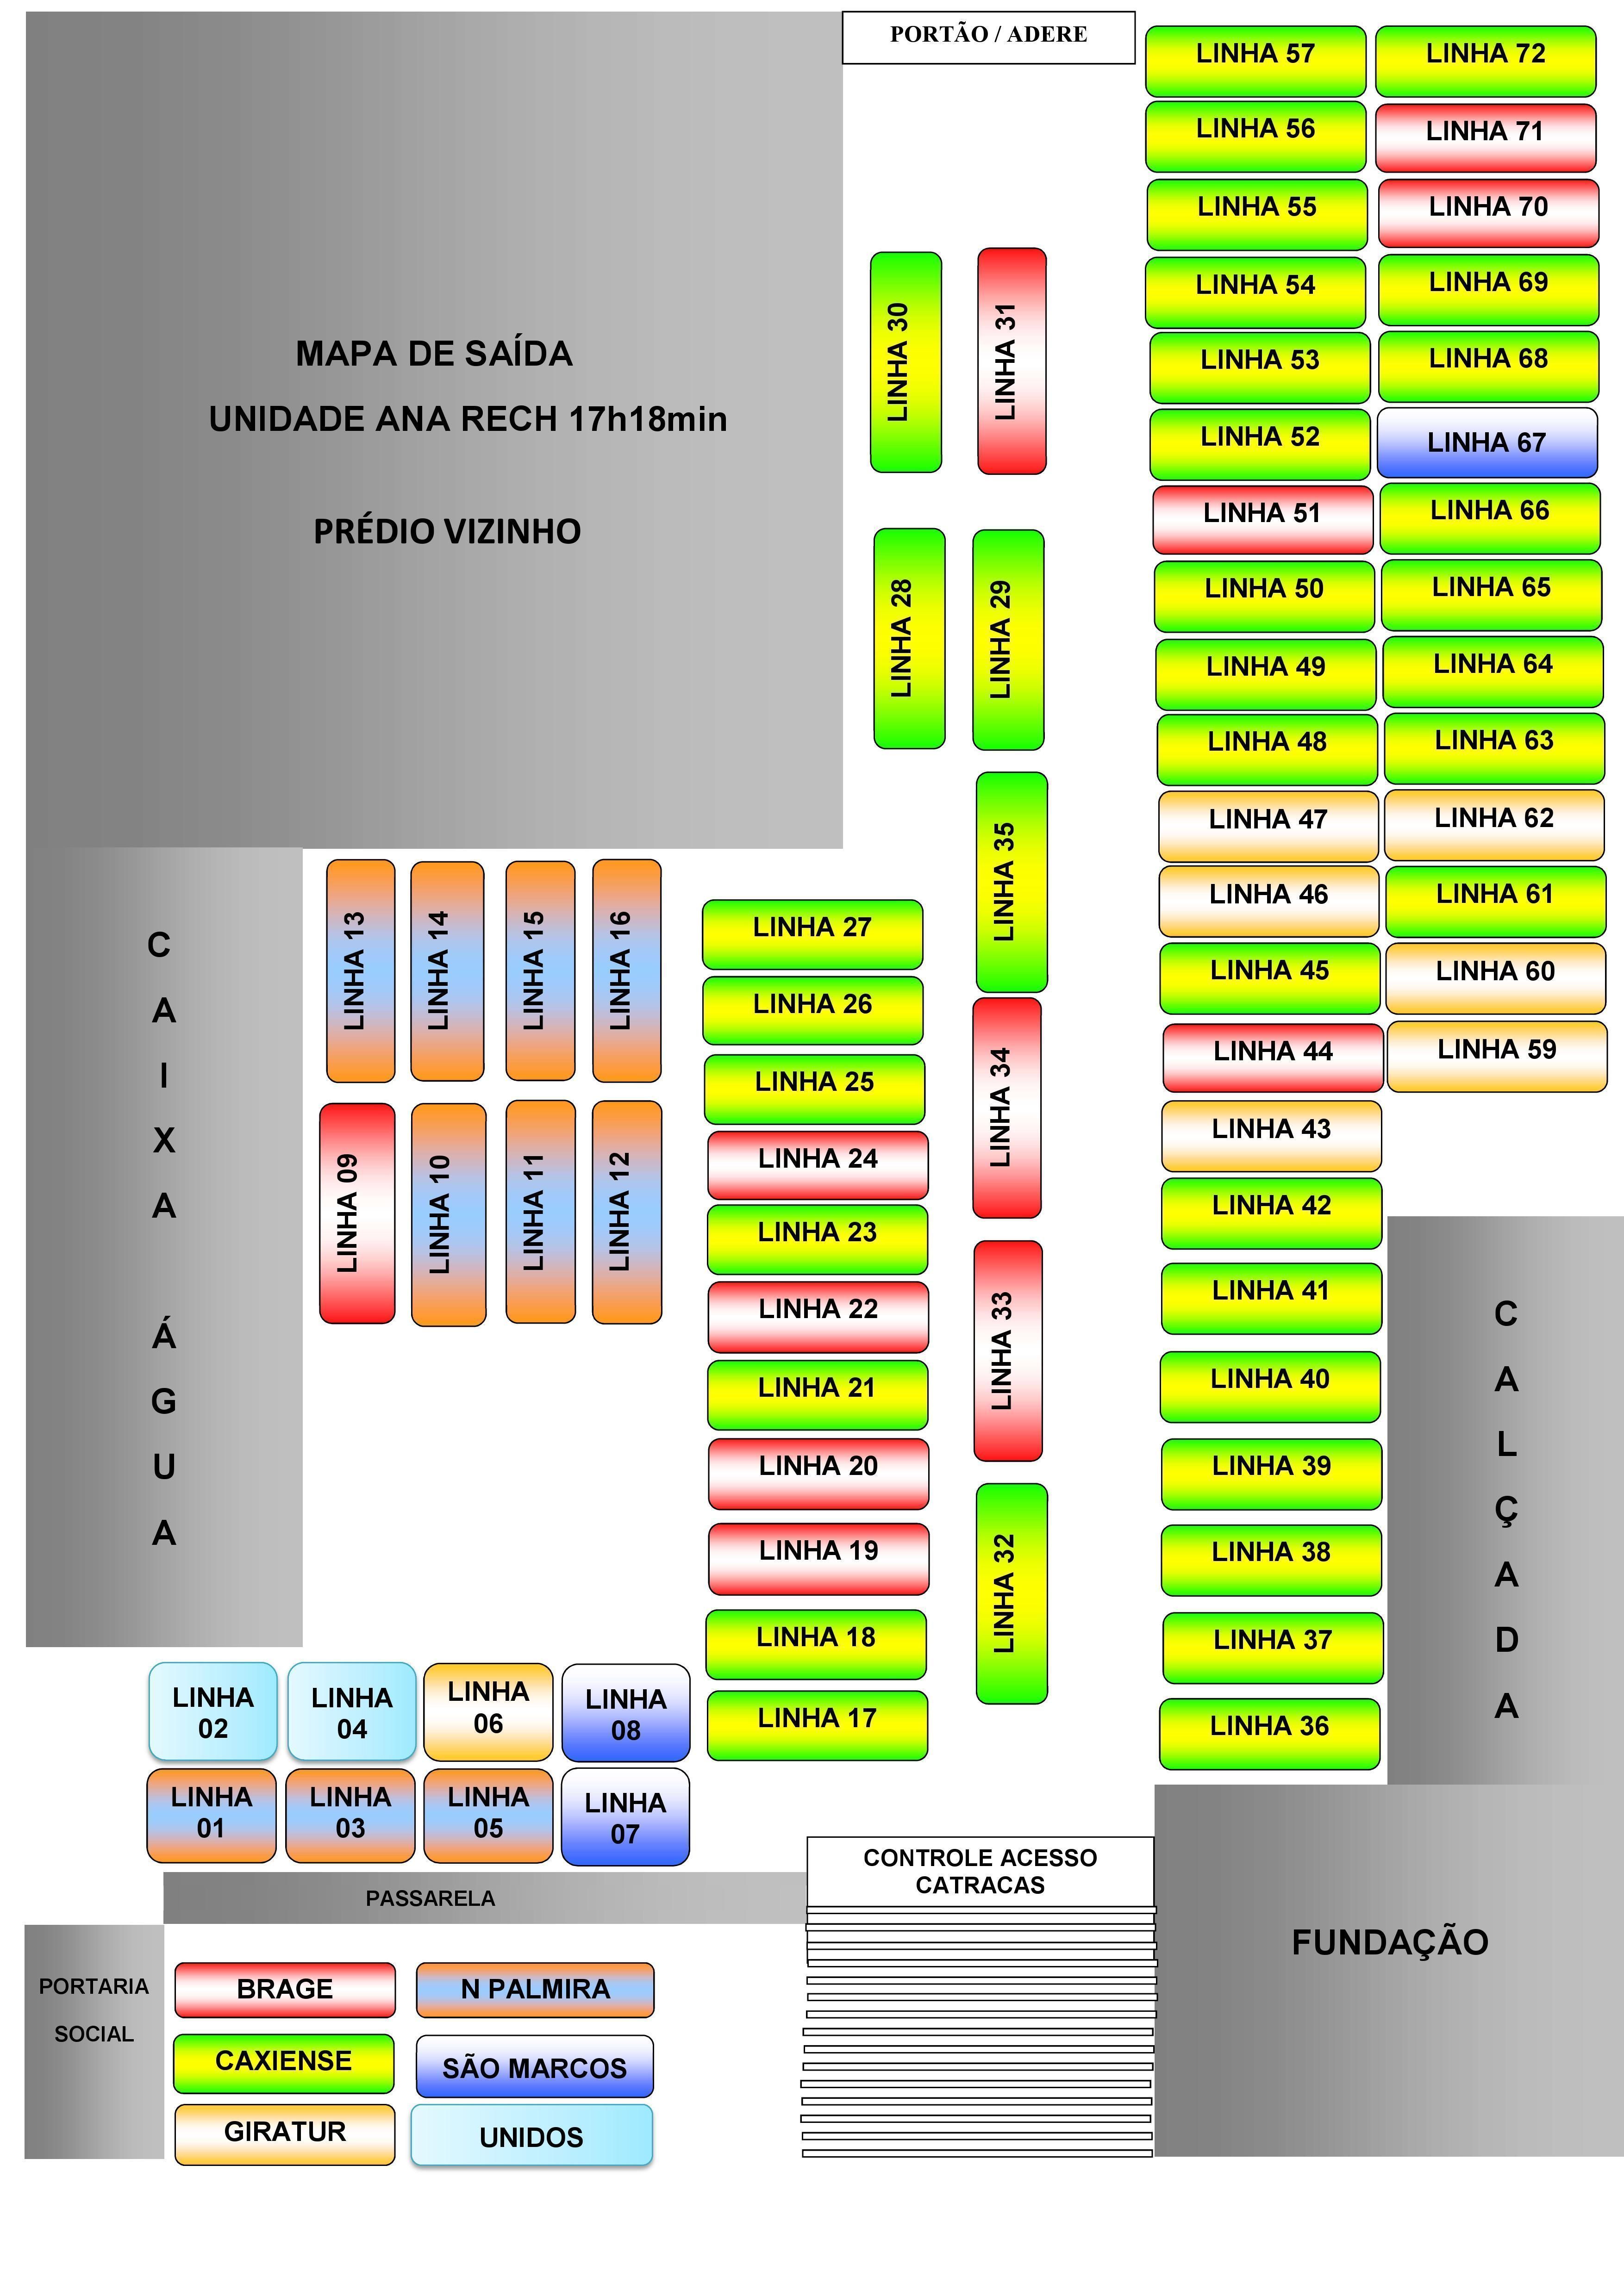 PORTÃO / ADERE
MAPA DE SAÍDA
UNIDADE ANA RECH 17h18min
PRÉDIO VIZINHO
LINHA 57
LINHA 72
LINHA 56
LINHA 71
LINHA 55
LINHA 70
LINHA 54
LINHA 69
LINHA 53
LINHA 68
LINHA 52
LINHA 67
LINHA 51
LINHA 66
LINHA 50
LINHA 65
LINHA 49
LINHA 64
LINHA 48
LINHA 63
LINHA 47
LINHA 62
LINHA 46
LINHA 61
LINHA 45
LINHA 60
LINHA 44
LINHA 59
LINHA 43
LINHA 42
LINHA 41
LINHA 40
LINHA 39
LINHA 38
LINHA 37
LINHA 36
LINHA 30
LINHA 31
LINHA 28
LINHA 29
LINHA 35
LINHA 34
LINHA 33
LINHA 32
CAIXA ÁGUA
LINHA 13
LINHA 14
LINHA 15
LINHA 16
LINHA 09
LINHA 10
LINHA 11
LINHA 12
LINHA 27
LINHA 26
LINHA 25
LINHA 24
LINHA 23
LINHA 22
LINHA 21
LINHA 20
LINHA 19
LINHA 18
LINHA 17
CALÇADA
LINHA
02
LINHA
04
LINHA
06
LINHA
08
LINHA
01
LINHA
03
LINHA
05
LINHA
07
CONTROLE ACESSO
CATRACAS
PASSARELA
FUNDAÇÃO
PORTARIA
SOCIAL
BRAGE
N PALMIRA
CAXIENSE
SÃO MARCOS
GIRATUR
UNIDOS